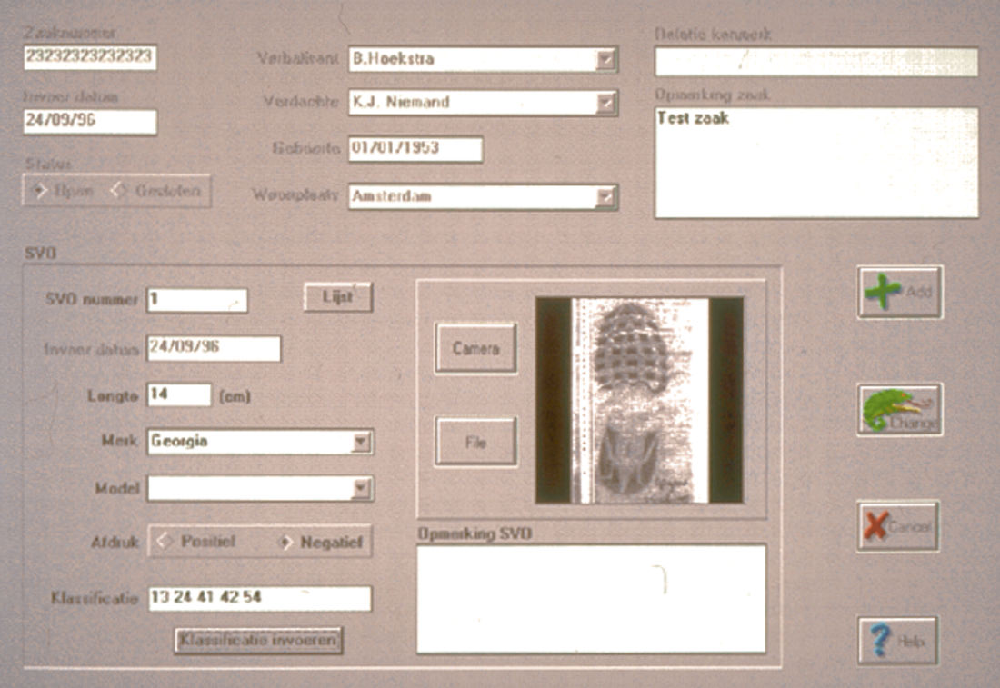 Zaaknummer
23232323232323
Invoer datum
24/09/96
Status
Open Gesloten
Verbalisant B.Hoekstra
Verdachte K.J. Niemand
Geboorte 01/01/1953
Woonplaats Amsterdam
Delictie kenmerk
Opmerking zaak
Test zaak
SVO
SVO nummer 1
Lijst
Invoer datum 24/09/96
Lengte 14 (cm)
Merk Georgia
Model
Afdruk Positief Negatief
Klassificatie 13 24 41 42 54
Klassificatie invoeren
Camera
File
Opmerking SVO
Add
Change
Cancel
Help